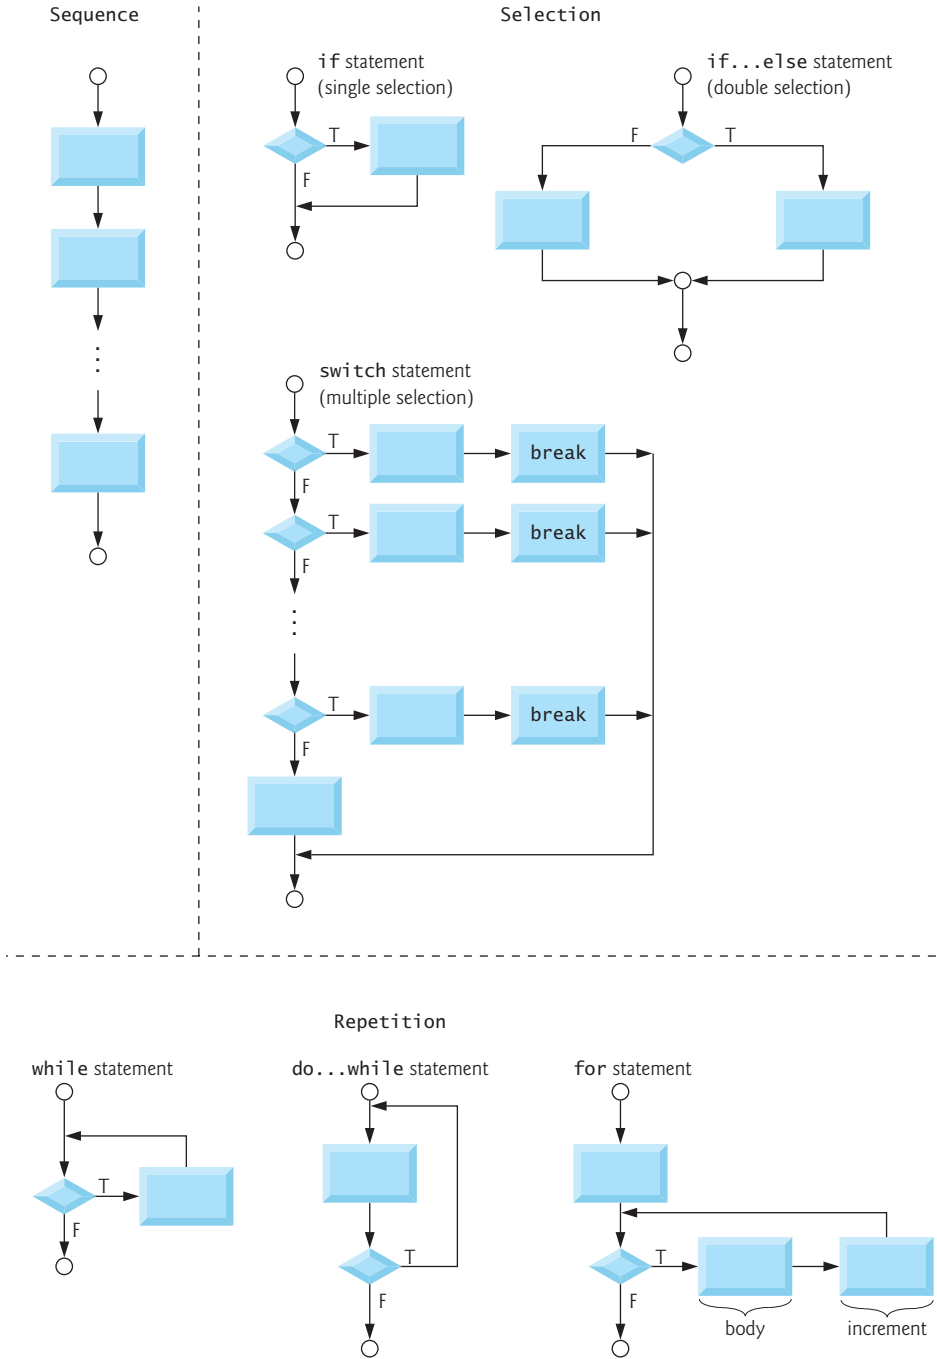 Sequence
Selection
if statement
(single selection)
T
F
if...else statement
(double selection)
F
T
switch statement
(multiple selection)
T
break
F
T
break
F
T
break
F
Repetition
while statement
T
F
do...while statement
T
F
for statement
T
F
body
increment